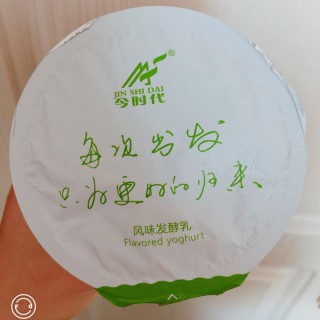 ®
JIN SHI DAI
今时代
每次出发
只为更好的归来
风味发酵乳
Flavored yoghurt